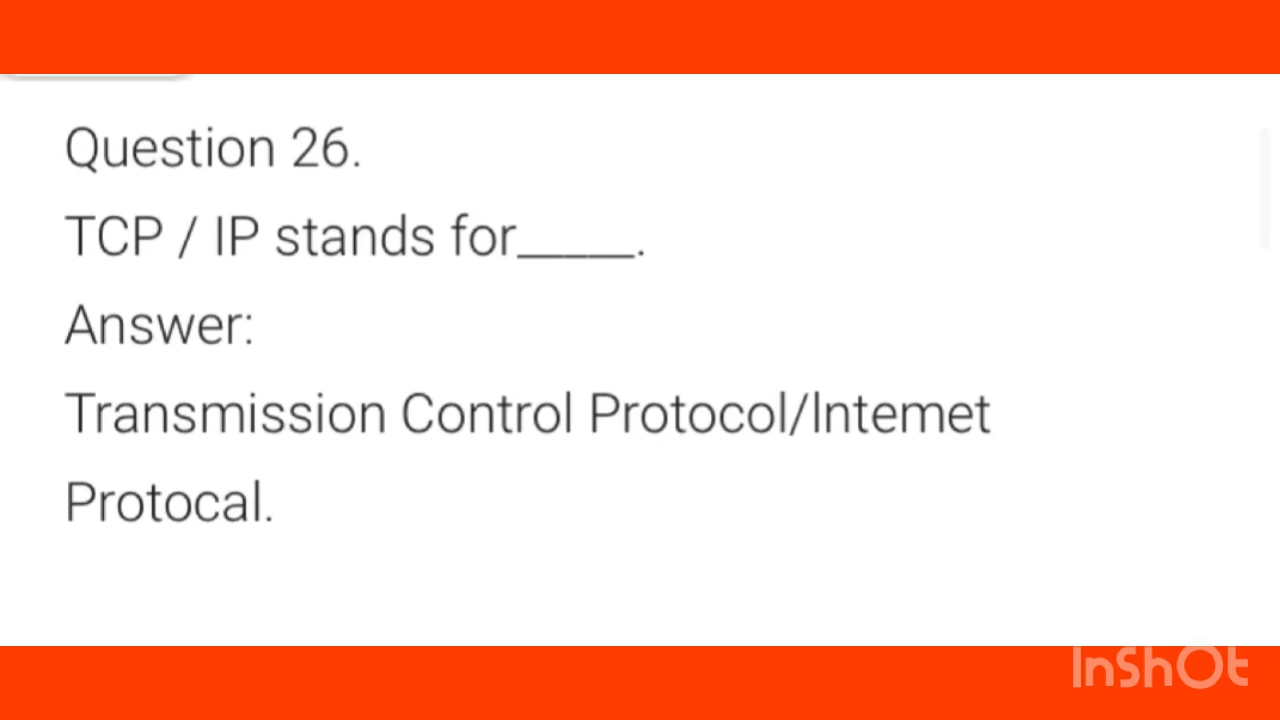 Question 26.
TCP / IP stands for_____.
Answer:
Transmission Control Protocol/Intemet
Protocal.
InShOt